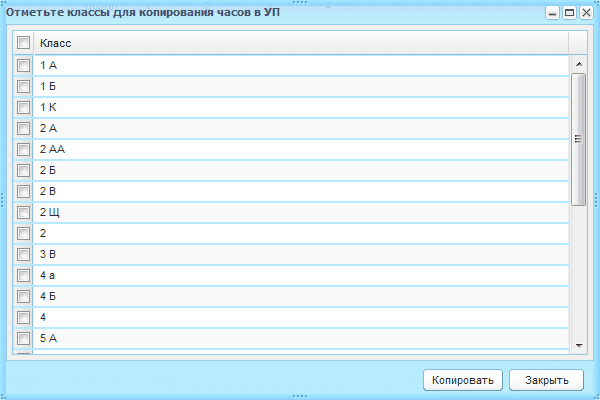 Отметьте классы для копирования часов в УП
Класс
1 А
1 Б
1 К
2 А
2 АА
2 Б
2 В
2 Щ
2
3 В
4 а
4 Б
4
5 А
Копировать Закрыть